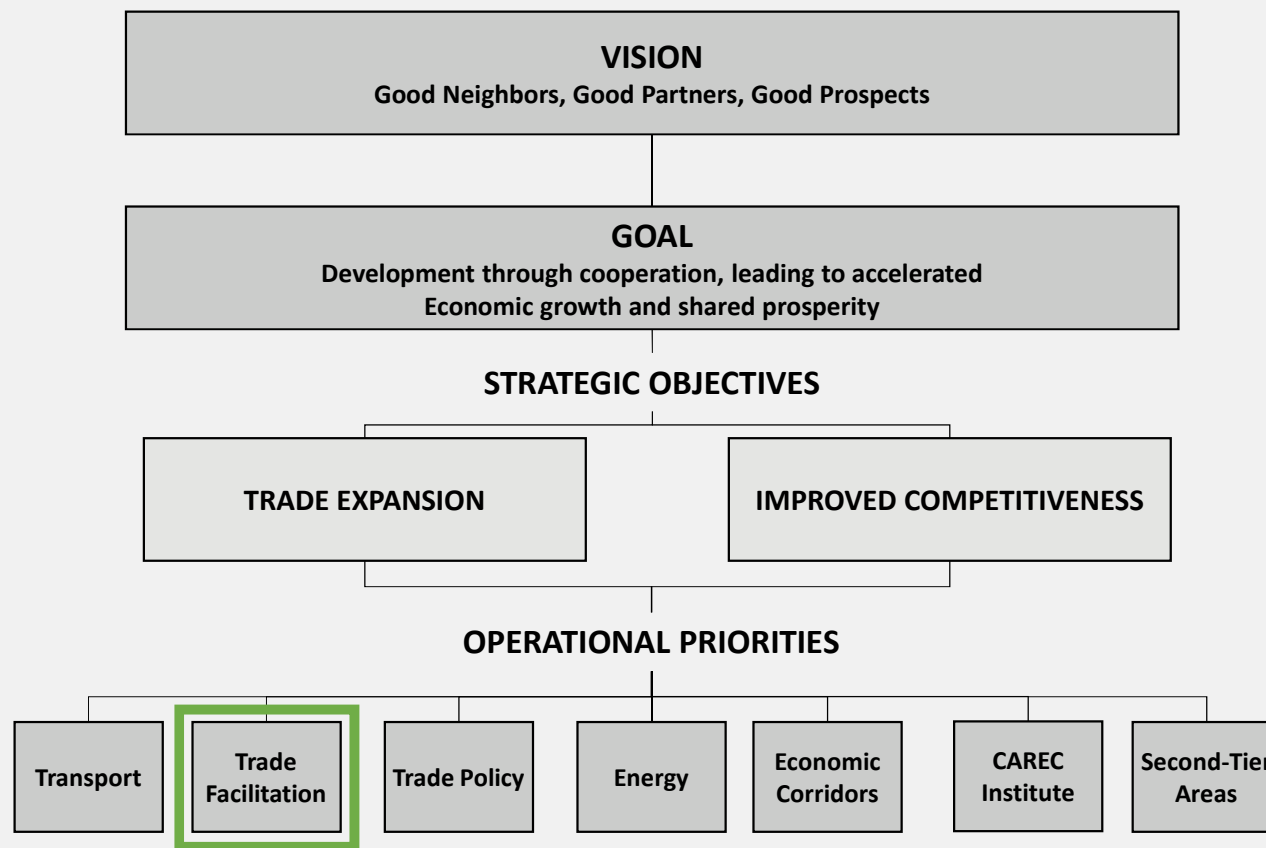 VISION
Good Neighbors, Good Partners, Good Prospects
GOAL
Development through cooperation, leading to accelerated
Economic growth and shared prosperity
STRATEGIC OBJECTIVES
TRADE EXPANSION
IMPROVED COMPETITIVENESS
OPERATIONAL PRIORITIES
Transport
Trade
Facilitation
Trade Policy
Energy
Economic
Corridors
CAREC
Institute
Second-Tier
Areas